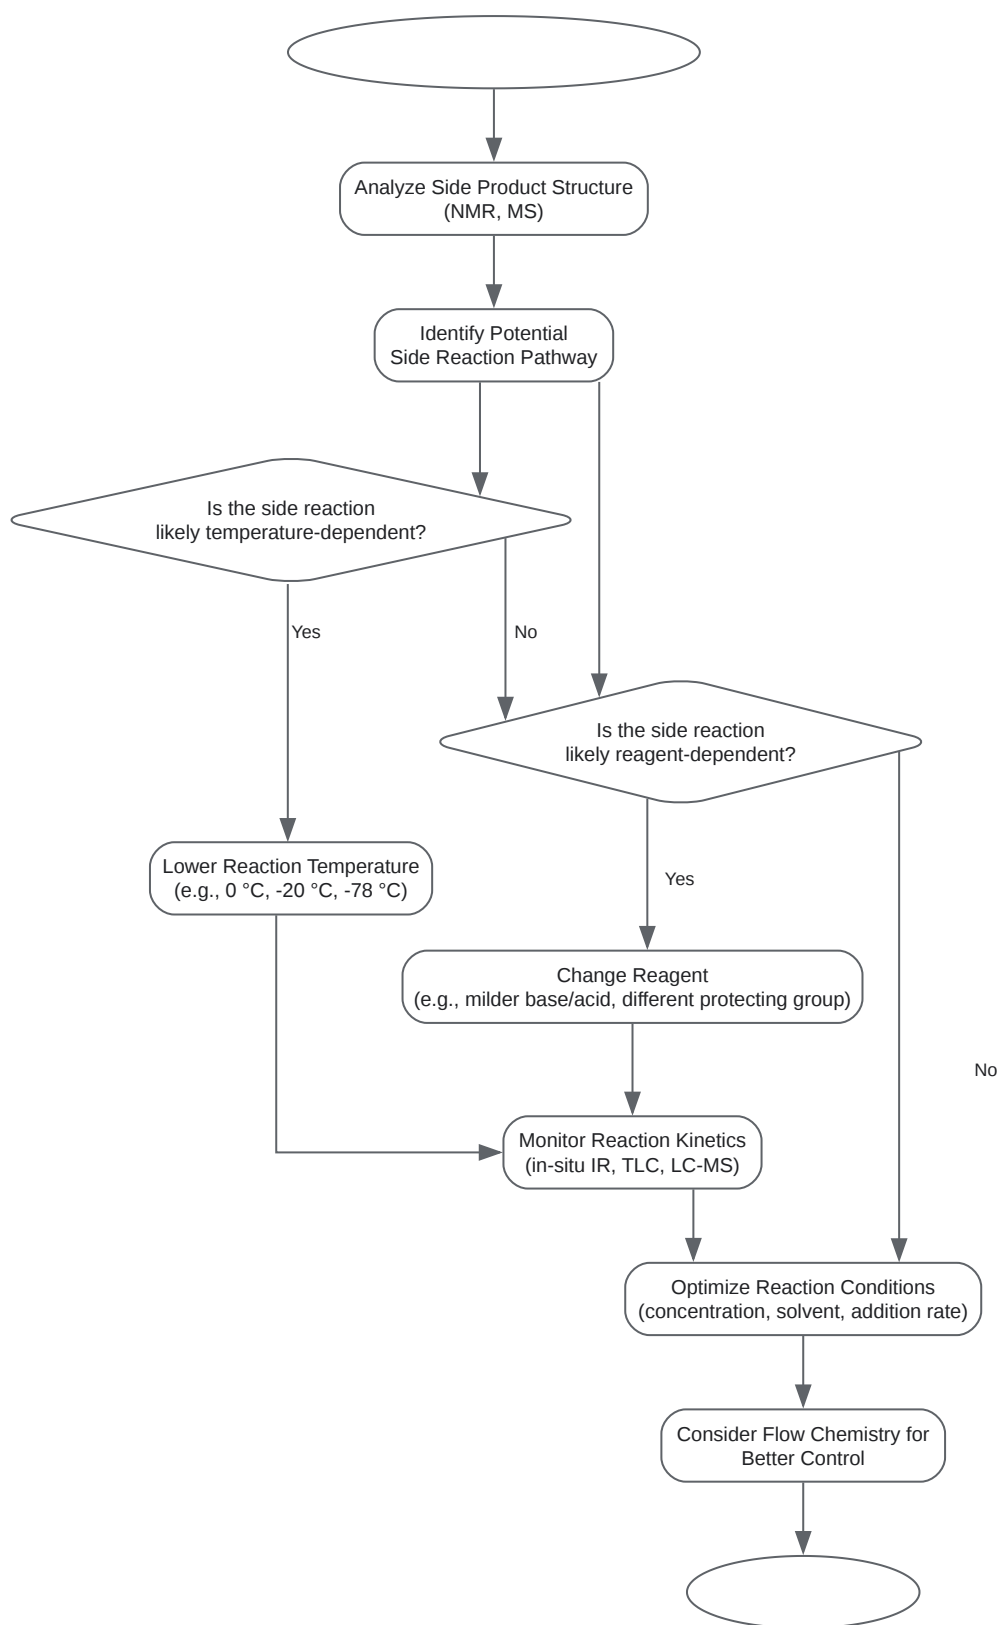 Analyze Side Product Structure
(NMR, MS)
Identify Potential
Side Reaction Pathway
Is the side reaction
likely temperature-dependent?
Yes
No
Is the side reaction
likely reagent-dependent?
Lower Reaction Temperature
(e.g., 0 °C, -20 °C, -78 °C)
Yes
Change Reagent
(e.g., milder base/acid, different protecting group)
No
Monitor Reaction Kinetics
(in-situ IR, TLC, LC-MS)
Optimize Reaction Conditions
(concentration, solvent, addition rate)
Consider Flow Chemistry for
Better Control